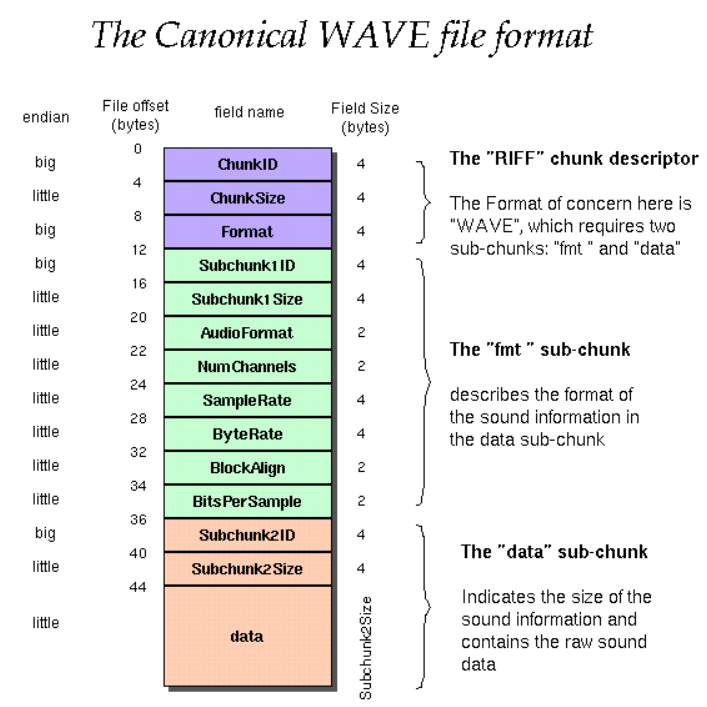 The Canonical WAVE file format
endian
File offset
(bytes)
field name
Field Size
(bytes)
0
big ChunkID 4
4
little ChunkSize 4
8
big Format 4
12
big Subchunk1ID 4
16
little Subchunk1Size 4
20
little AudioFormat 2
22
little NumChannels 2
24
little SampleRate 4
28
little ByteRate 4
32
little BlockAlign 2
34
little BitsPerSample 2
36
big Subchunk2ID 4
40
little Subchunk2Size 4
44
little data Subchunk2Size
The "RIFF" chunk descriptor
The Format of concern here is
"WAVE", which requires two
sub-chunks: "fmt " and "data"
The "fmt " sub-chunk
describes the format of
the sound information in
the data sub-chunk
The "data" sub-chunk
Indicates the size of the
sound information and
contains the raw sound
data